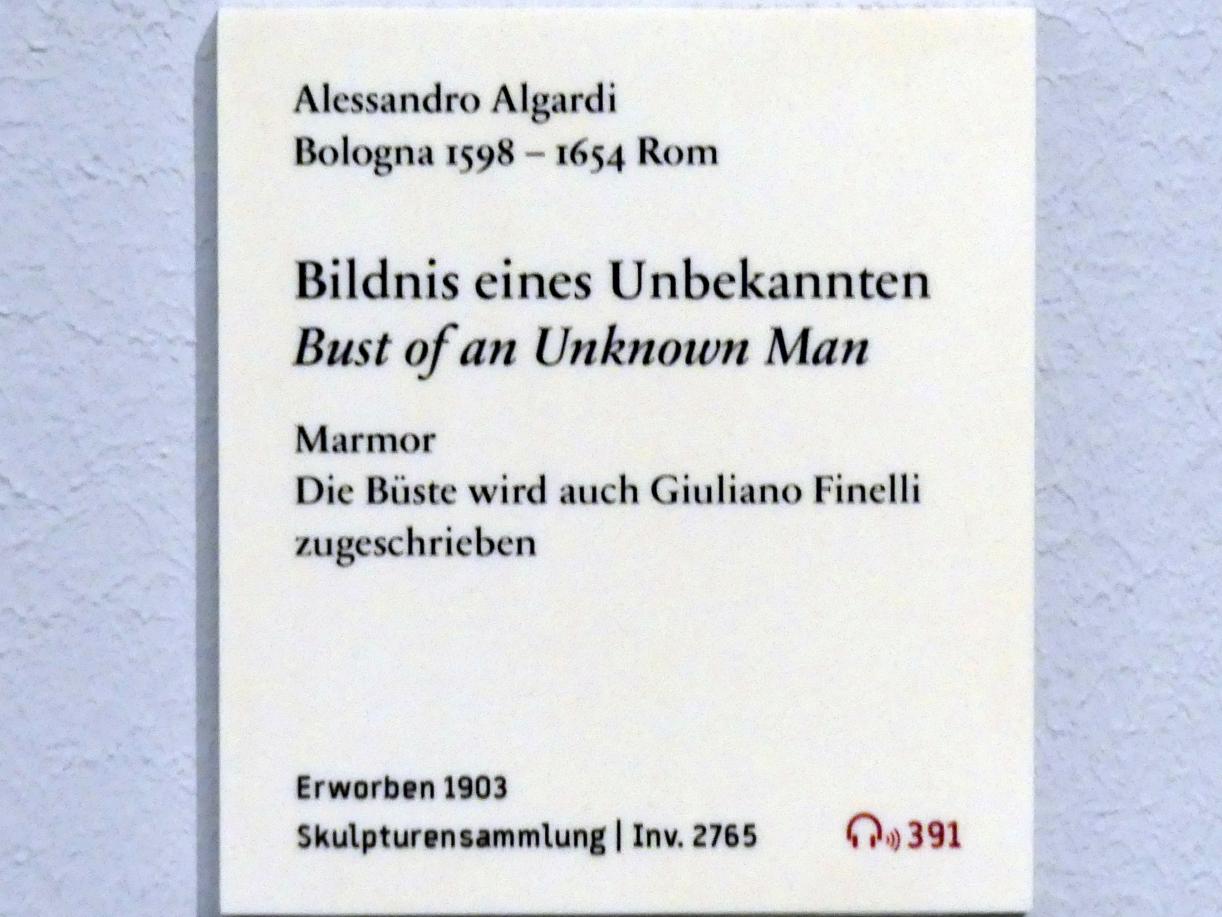 Alessandro Algardi
Bologna 1598 – 1654 Rom
Bildnis eines Unbekannten
Bust of an Unknown Man
Marmor
Die Büste wird auch Giuliano Finelli
zugeschrieben
Erworben 1903
Skulpturensammlung | Inv. 2765
391